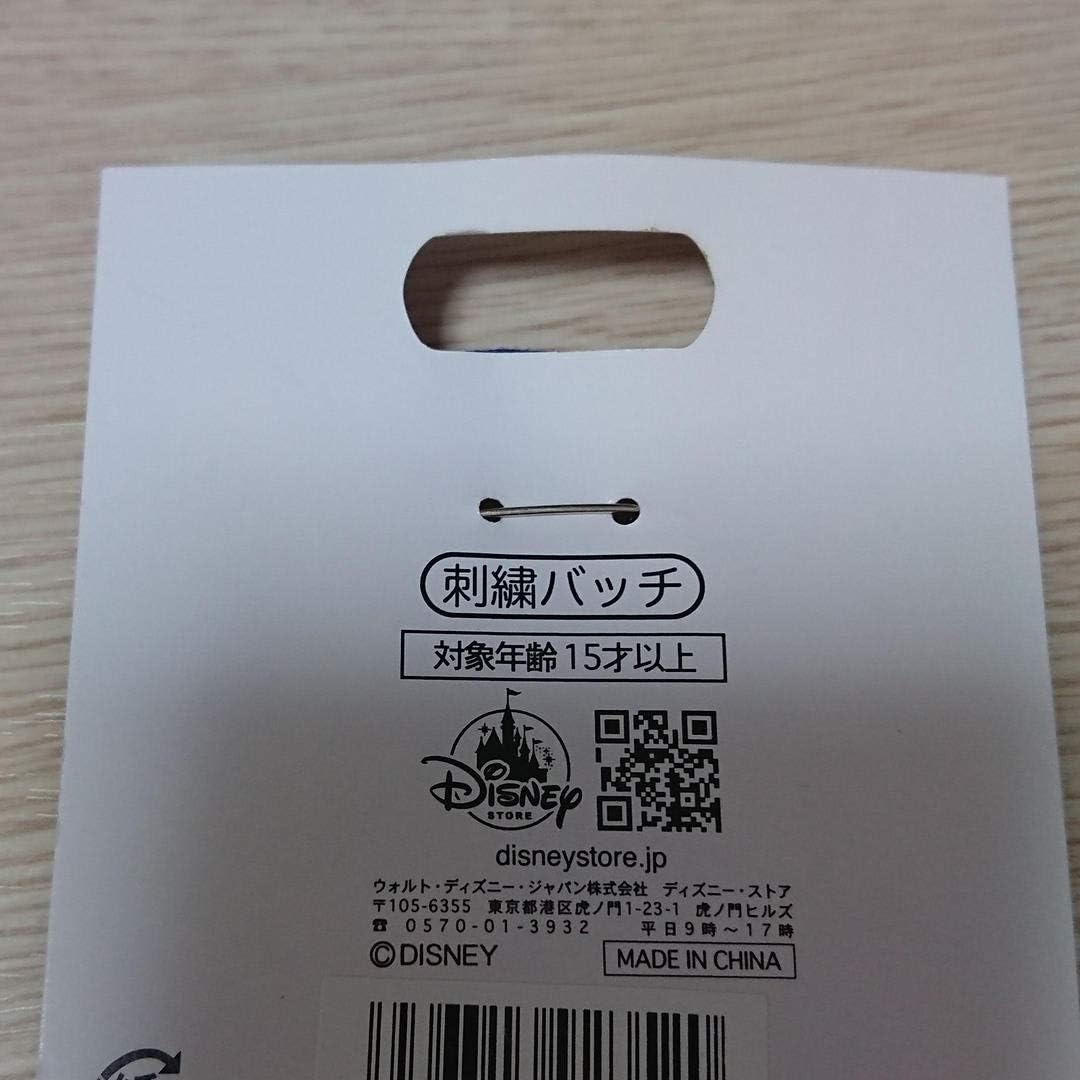 刺繍バッチ
対象年齢 15才以上
Disney
STORE
disneystore.jp
ウォルト・ディズニー・ジャパン株式会社 ディズニー・ストア
〒105-6355 東京都港区虎ノ門1-23-1 虎ノ門ヒルズ
☎ 0570-01-3932 平日9時～17時
©DISNEY
MADE IN CHINA